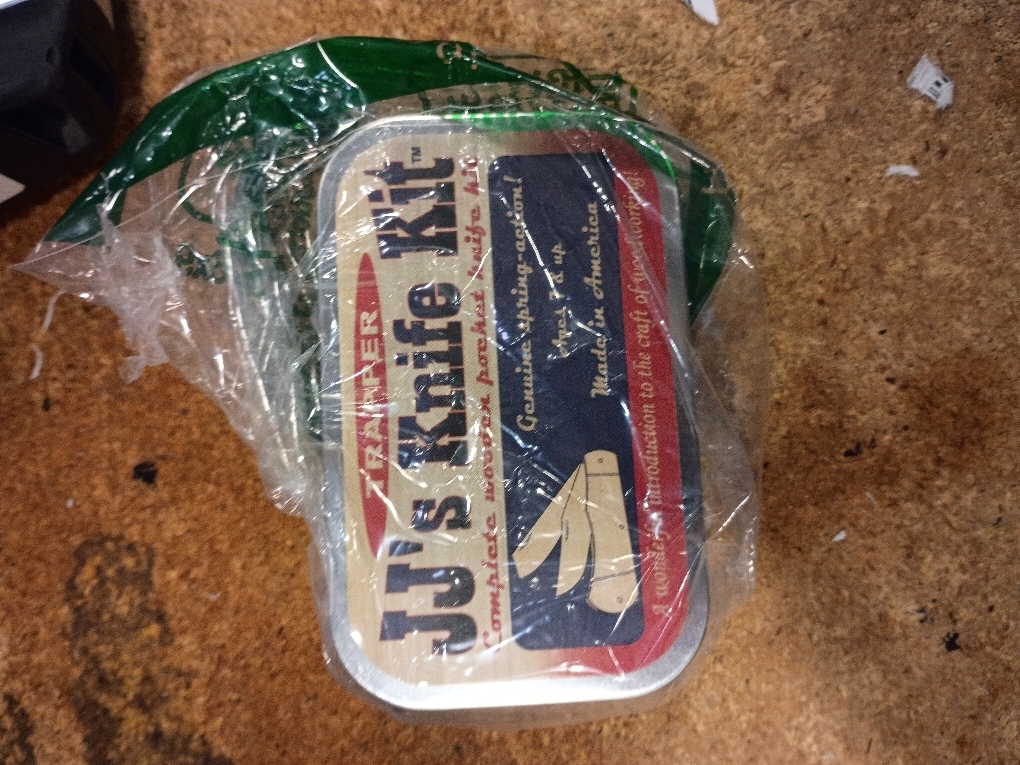 TRAPPER
JJ's Knife Kit™
Complete wooden pocket knife kit
Genuine spring-action!
Ages 7 & up
Made in America
A wonderful introduction to the craft of woodworking!